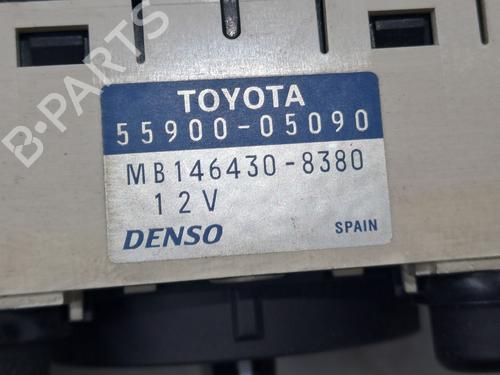 B-PARTS
TOYOTA
55900-05090
MB146430-8380
12V
DENSO SPAIN